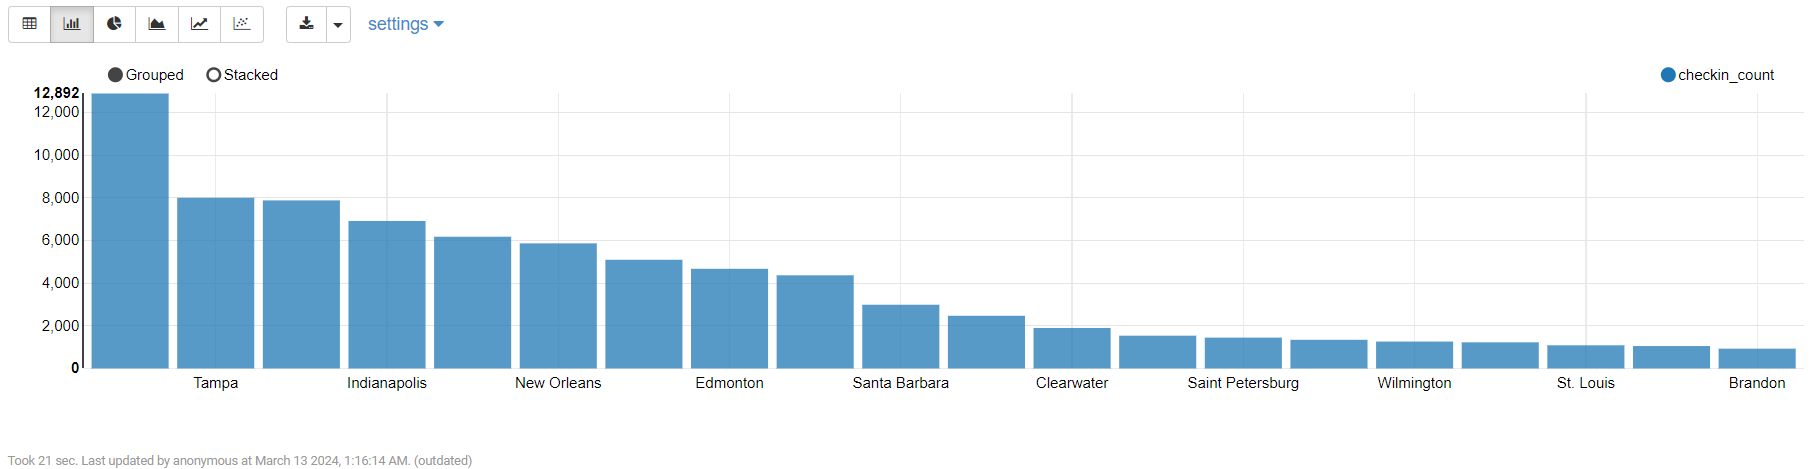 settings
Grouped Stacked checkin_count
12,892
12,000
10,000
8,000
6,000
4,000
2,000
0
Tampa Indianapolis New Orleans Edmonton Santa Barbara Clearwater Saint Petersburg Wilmington St. Louis Brandon
Took 21 sec. Last updated by anonymous at March 13 2024, 1:16:14 AM. (outdated)